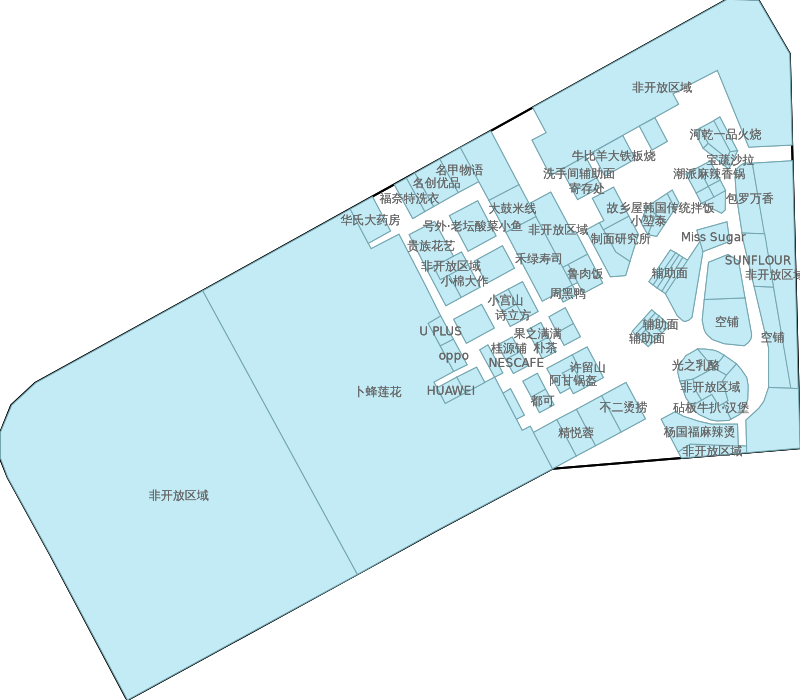 非开放区域
河乾一品火烧
牛比羊大铁板烧
宝蔬沙拉
名甲物语
洗手间辅助面
潮派麻辣香锅
名创优品
寄存处
福奈特洗衣
包罗万香
大鼓米线
故乡屋韩国传统拌饭
华氏大药房
小堃泰
号外·老坛酸菜小鱼
非开放区域
制面研究所
Miss Sugar
贵族花艺
禾绿寿司
SUNFLOUR
非开放区域
鲁肉饭
辅助面
非开放区域
小棉大作
周黑鸭
小宫山
诗立方
空铺
辅助面
U PLUS
果之满满
辅助面
空铺
桂源铺
朴茶
oppo
NESCAFE
许留山
光之乳酪
阿甘锅盔
非开放区域
HUAWEI
卜蜂莲花
都可
不二烫捞
砧板牛扒·汉堡
精悦蓉
杨国福麻辣烫
非开放区域
非开放区域